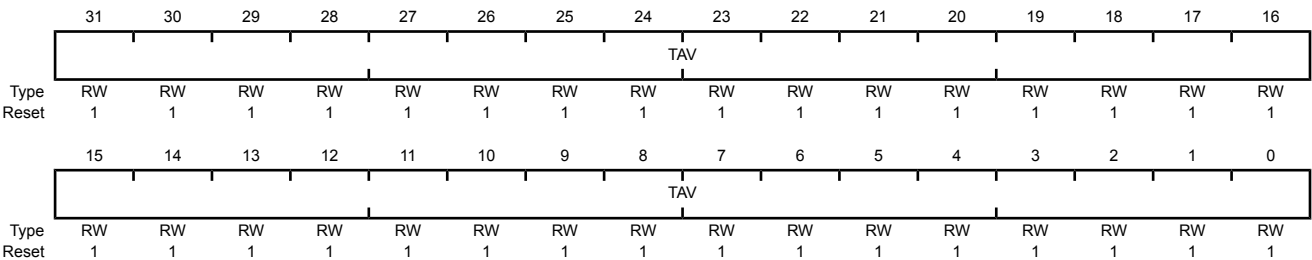 31 30 29 28 27 26 25 24 23 22 21 20 19 18 17 16
TAV
Type RW RW RW RW RW RW RW RW RW RW RW RW RW RW RW RW
Reset 1 1 1 1 1 1 1 1 1 1 1 1 1 1 1 1
15 14 13 12 11 10 9 8 7 6 5 4 3 2 1 0
TAV
Type RW RW RW RW RW RW RW RW RW RW RW RW RW RW RW RW
Reset 1 1 1 1 1 1 1 1 1 1 1 1 1 1 1 1